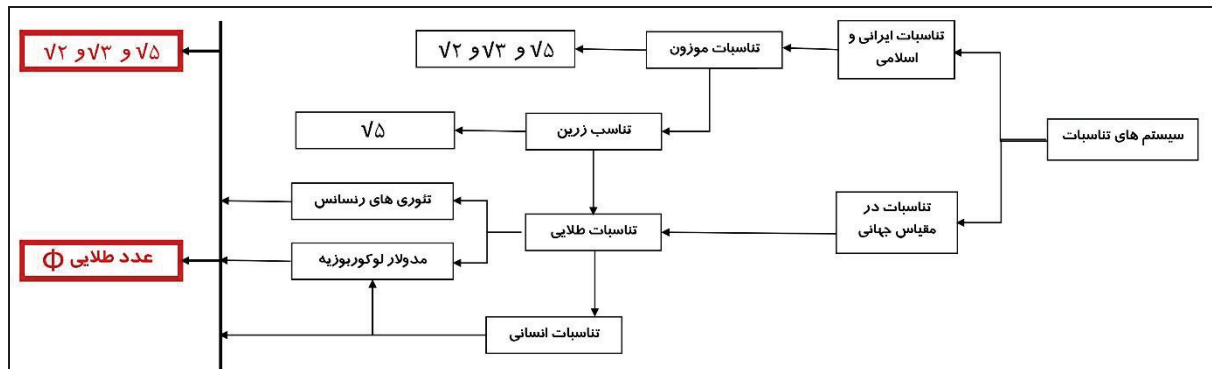 سیستم های تناسبات
تناسبات ایرانی و
اسلامی
تناسبات موزون
√۲ و √۳ و √۵
√۲ و √۳ و √۵
تناسب زرین
√۵
تناسبات در
مقیاس جهانی
تناسبات طلایی
تئوری های رنسانس
مدولار لوکوربوزیه
عدد طلایی Φ
تناسبات انسانی